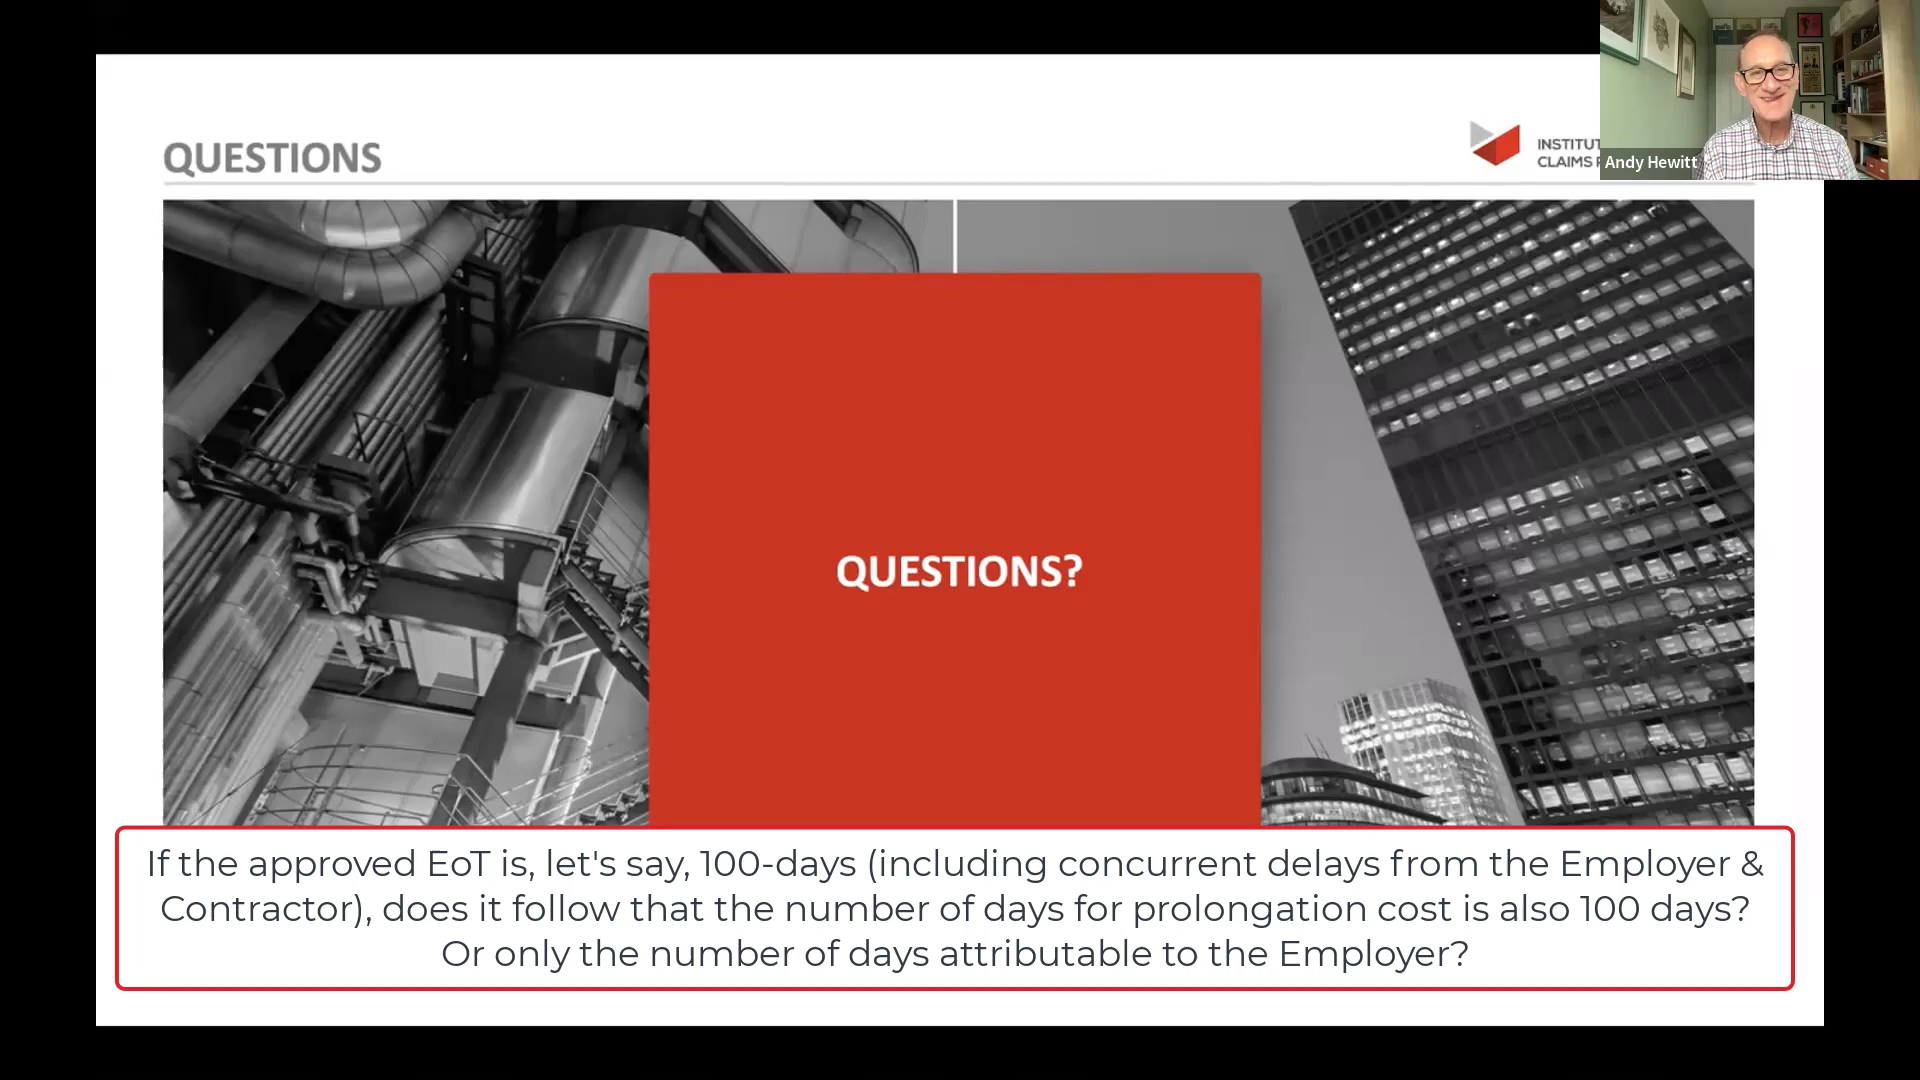 QUESTIONS
INSTITUT
CLAIMS
Andy Hewitt
QUESTIONS?
If the approved EoT is, let's say, 100-days (including concurrent delays from the Employer &
Contractor), does it follow that the number of days for prolongation cost is also 100 days?
Or only the number of days attributable to the Employer?